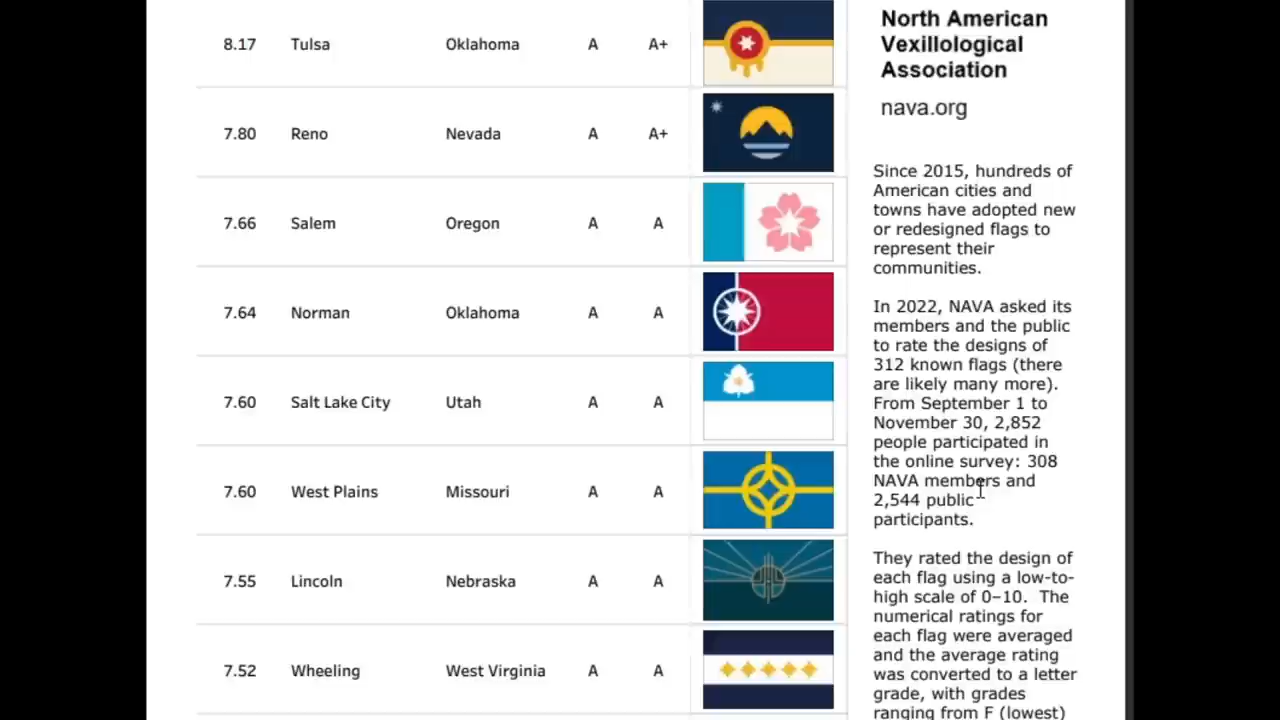 8.17 Tulsa Oklahoma A A+
7.80 Reno Nevada A A+
7.66 Salem Oregon A A
7.64 Norman Oklahoma A A
7.60 Salt Lake City Utah A A
7.60 West Plains Missouri A A
7.55 Lincoln Nebraska A A
7.52 Wheeling West Virginia A A
North American
Vexillological
Association
nava.org
Since 2015, hundreds of
American cities and
towns have adopted new
or redesigned flags to
represent their
communities.
In 2022, NAVA asked its
members and the public
to rate the designs of
312 known flags (there
are likely many more).
From September 1 to
November 30, 2,852
people participated in
the online survey: 308
NAVA members and
2,544 public
participants.
They rated the design of
each flag using a low-to-
high scale of 0–10. The
numerical ratings for
each flag were averaged
and the average rating
was converted to a letter
grade, with grades
ranging from F (lowest)